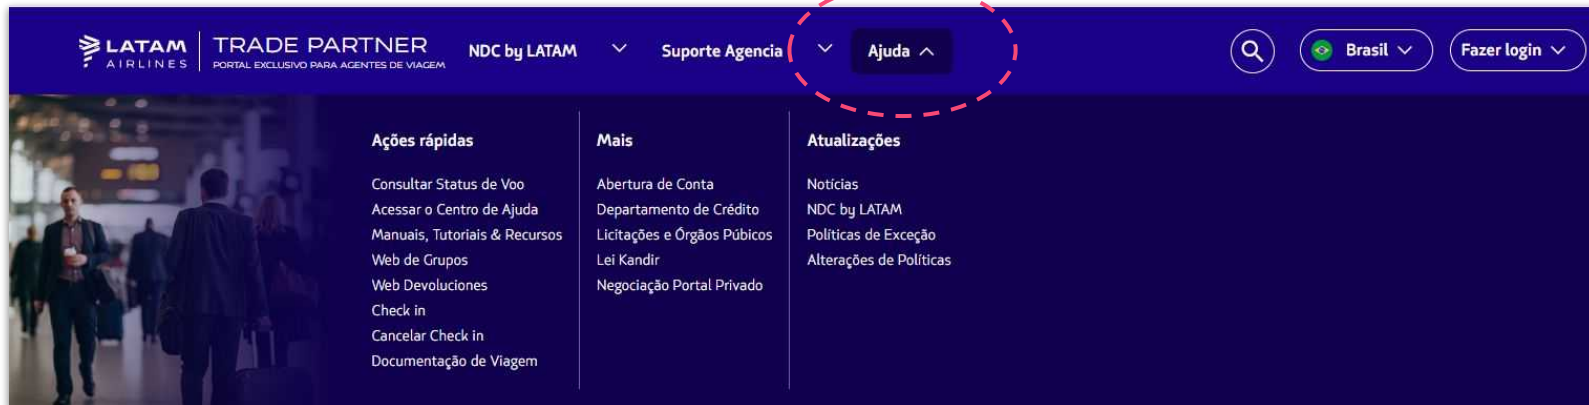 LATAM
AIRLINES
TRADE PARTNER
PORTAL EXCLUSIVO PARA AGENTES DE VIAGEM
NDC by LATAM
Suporte Agencia
Ajuda
Brasil
Fazer login
Ações rápidas
Consultar Status de Voo
Acessar o Centro de Ajuda
Manuais, Tutoriais & Recursos
Web de Grupos
Web Devoluciones
Check in
Cancelar Check in
Documentação de Viagem
Mais
Abertura de Conta
Departamento de Crédito
Licitações e Órgãos Púbicos
Lei Kandir
Negociação Portal Privado
Atualizações
Notícias
NDC by LATAM
Políticas de Exceção
Alterações de Políticas